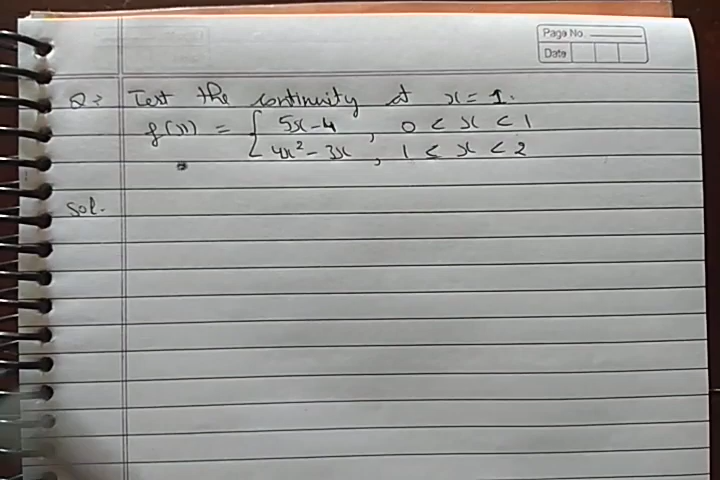 Page No.
Date
Q: Test the continuity at x = 1.
f(x) = { 5x-4, 0 < x < 1
4x² - 3x, 1 < x < 2
Sol.